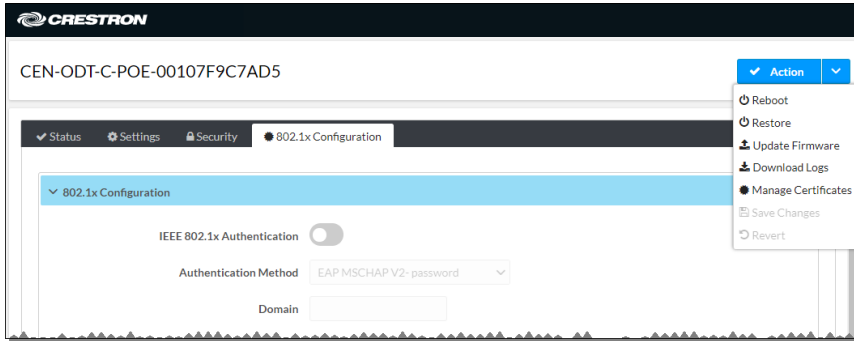 CRESTRON
CEN-ODT-C-POE-00107F9C7AD5
Action
Reboot
Restore
Update Firmware
Download Logs
Manage Certificates
Save Changes
Revert
Status Settings Security 802.1x Configuration
802.1x Configuration
IEEE 802.1x Authentication
Authentication Method EAP MSCHAP V2- password
Domain